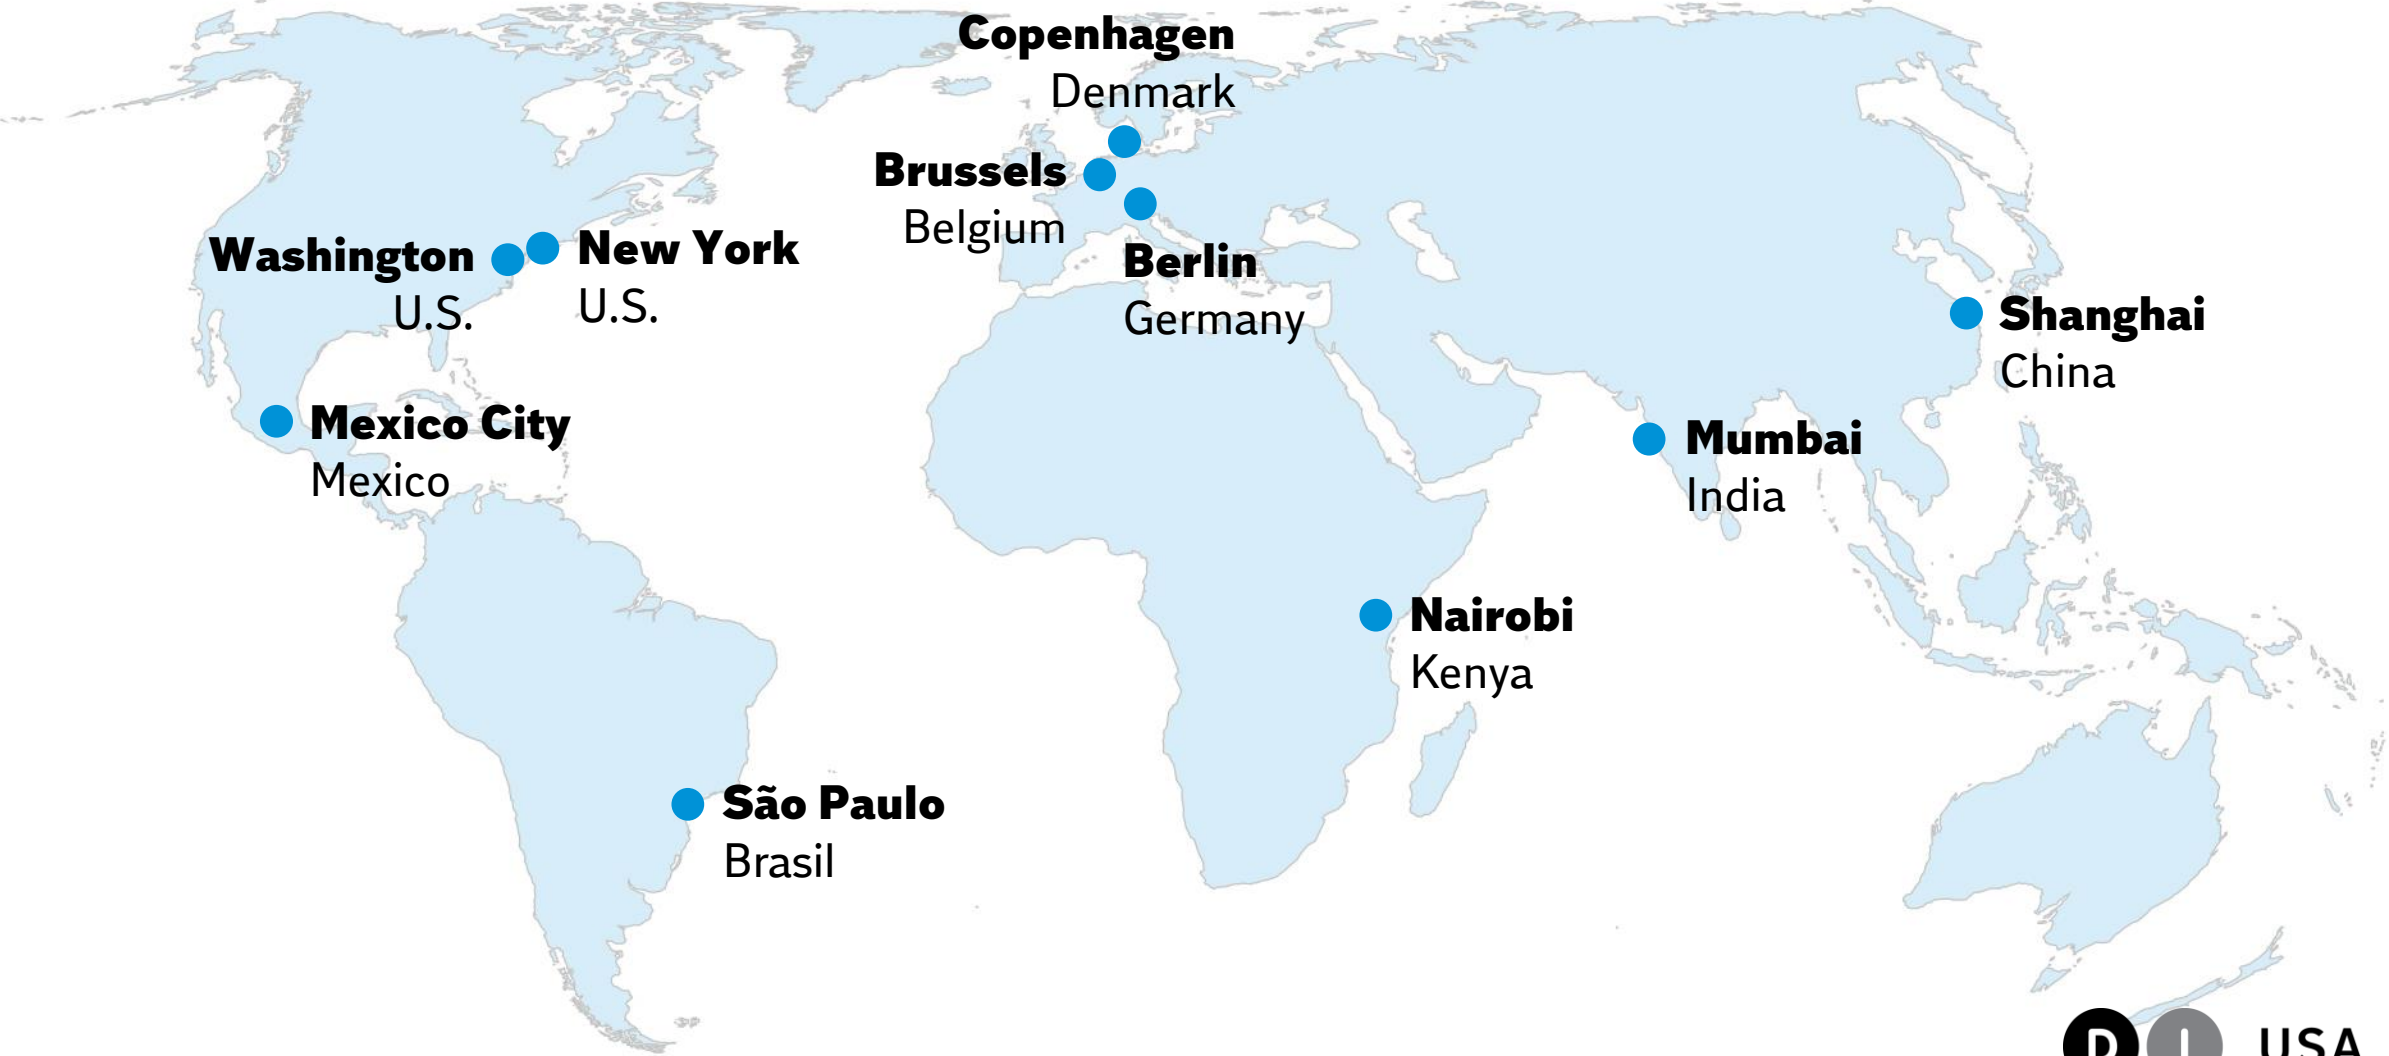 Copenhagen
Denmark
Brussels
Belgium
Washington
U.S.
New York
U.S.
Berlin
Germany
Shanghai
China
Mexico City
Mexico
Mumbai
India
Nairobi
Kenya
São Paulo
Brasil
D I USA